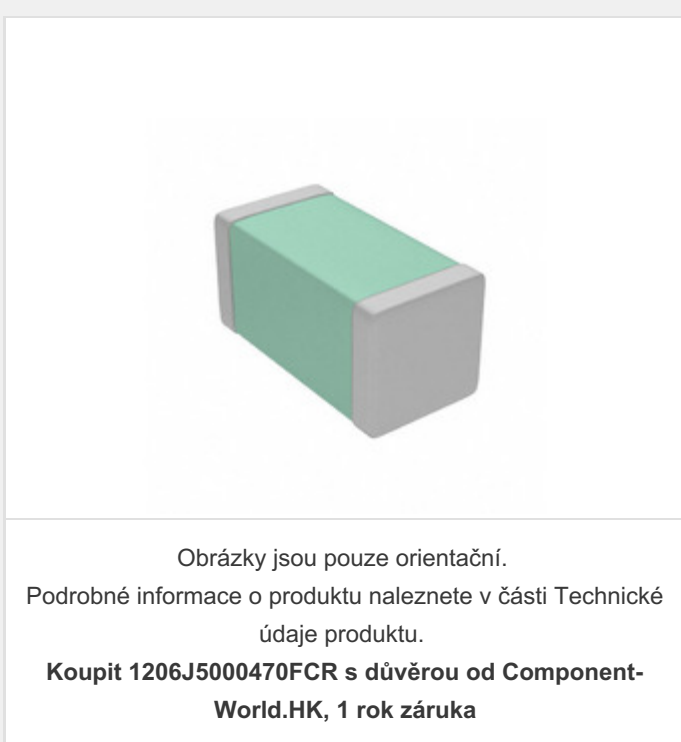 Obrázky jsou pouze orientační.
Podrobné informace o produktu naleznete v části Technické
údaje produktu.
Koupit 1206J5000470FCR s důvěrou od Component-
World.HK, 1 rok záruka